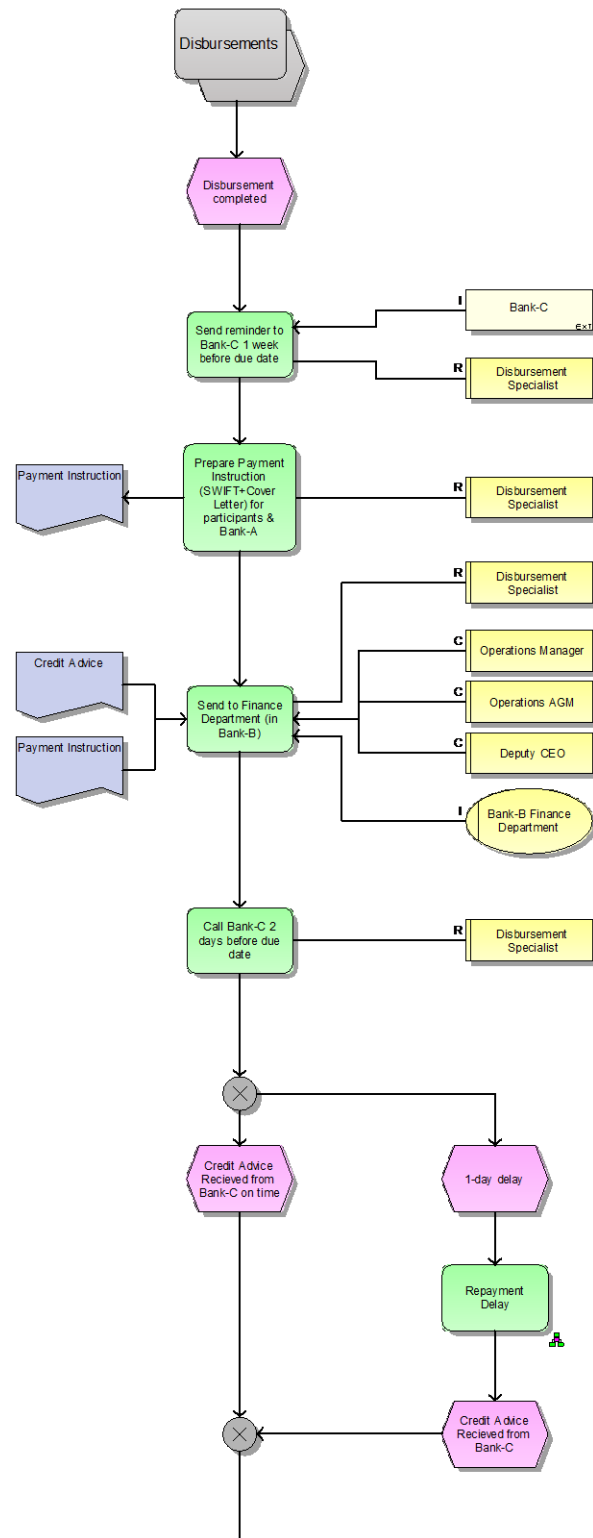 Disbursements
Disbursement
completed
I
Bank-C
EXT
Send reminder to
Bank-C 1 week
before due date
R
Disbursement
Specialist
Payment Instruction
Prepare Payment
Instruction
(SWIFT+Cover
Letter) for
participants &
Bank-A
R
Disbursement
Specialist
R
Disbursement
Specialist
C
Operations Manager
Credit Advice
Send to Finance
Department (in
Bank-B)
C
Operations AGM
Payment Instruction
C
Deputy CEO
I
Bank-B Finance
Department
Call Bank-C 2
days before due
date
R
Disbursement
Specialist
Credit Advice
Recieved from
Bank-C on time
1-day delay
Repayment
Delay
Credit Advice
Recieved from
Bank-C